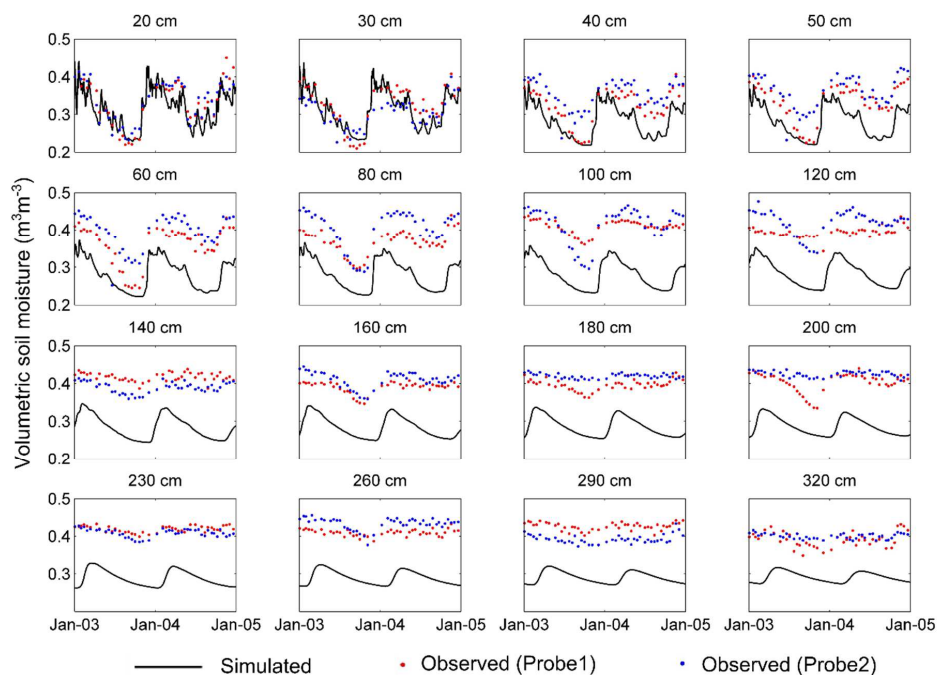 20 cm 30 cm 40 cm 50 cm
0.5
0.4
0.3
0.2
60 cm 80 cm 100 cm 120 cm
0.5
0.4
0.3
0.2
140 cm 160 cm 180 cm 200 cm
0.5
0.4
0.3
0.2
230 cm 260 cm 290 cm 320 cm
0.5
0.4
0.3
Jan-03 Jan-04 Jan-05 Jan-03 Jan-04 Jan-05 Jan-03 Jan-04 Jan-05 Jan-03 Jan-04 Jan-05
Volumetric soil moisture (m³m⁻³)
Simulated Observed (Probe1) Observed (Probe2)